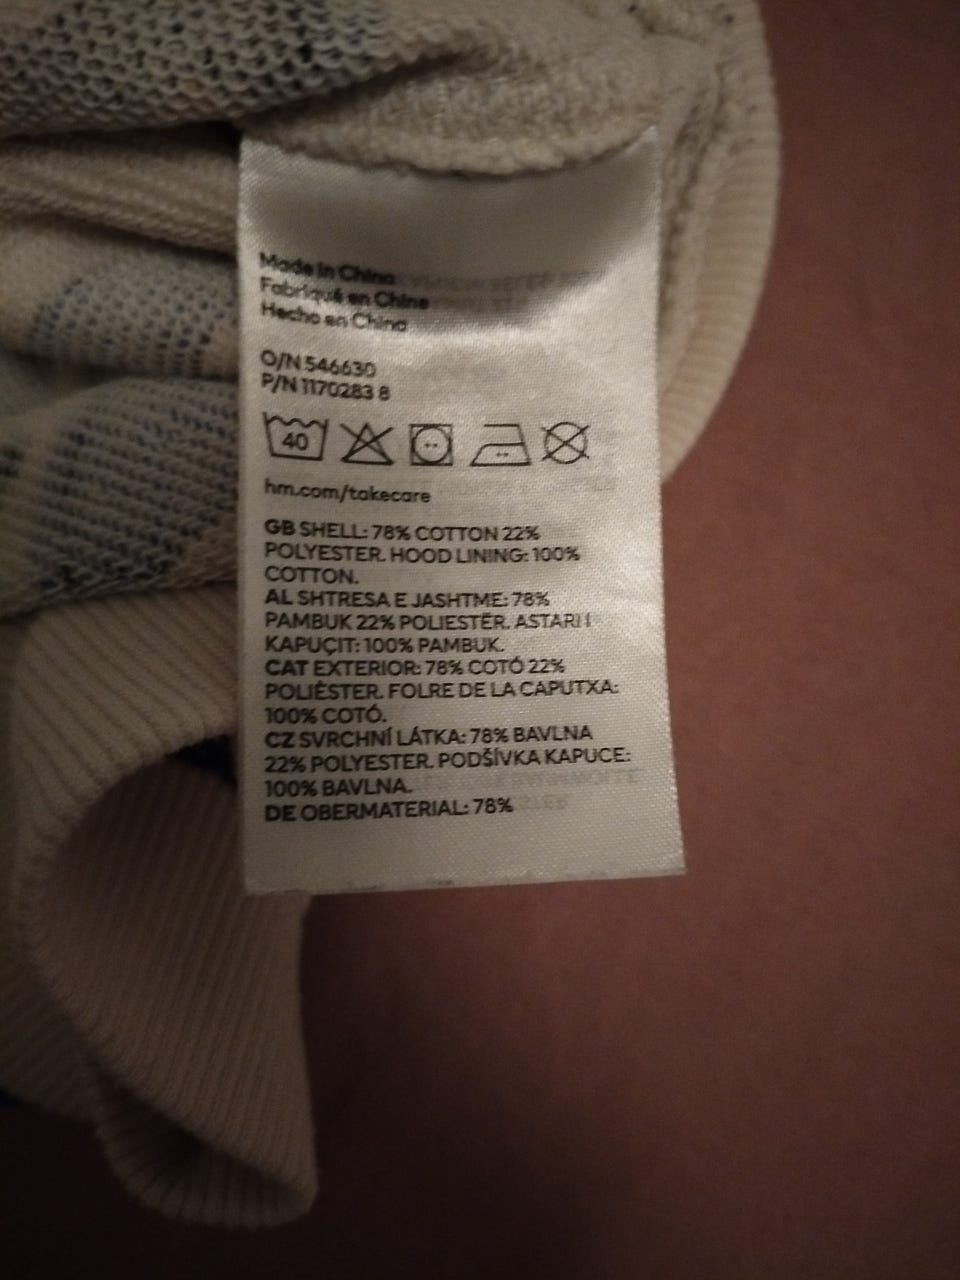 Made in China
Fabriqué en Chine
Hecho en China
O/N 546630
P/N 1170283 8
40
hm.com/takecare
GB SHELL: 78% COTTON 22%
POLYESTER. HOOD LINING: 100%
COTTON.
AL SHTRESA E JASHTME: 78%
PAMBUK 22% POLIESTËR. ASTARI I
KAPUÇIT: 100% PAMBUK.
CAT EXTERIOR: 78% COTÓ 22%
POLIÈSTER. FOLRE DE LA CAPUTXA:
100% COTÓ.
CZ SVRCHNÍ LÁTKA: 78% BAVLNA
22% POLYESTER. PODŠÍVKA KAPUCE:
100% BAVLNA.
DE OBERMATERIAL: 78%